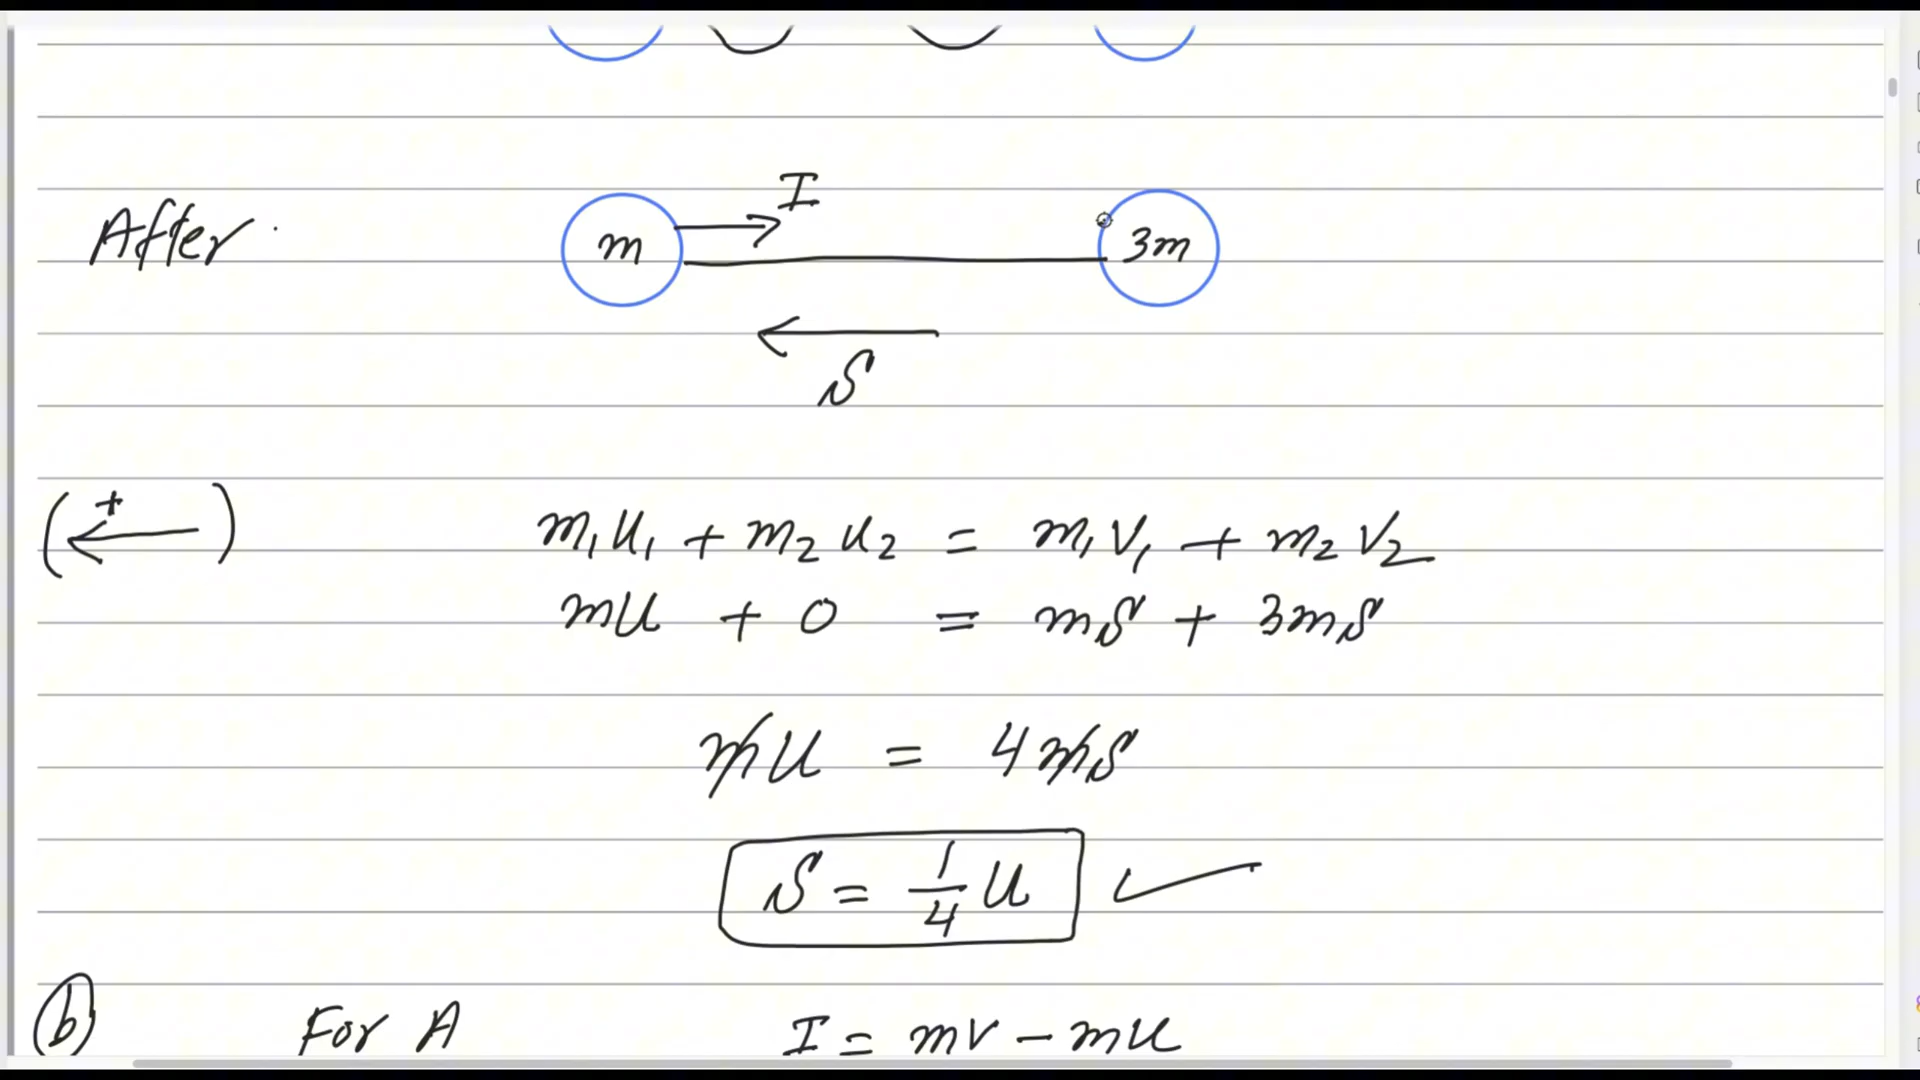 I
After
m 3m
S
(+←)
m₁u₁ + m₂u₂ = m₁v₁ + m₂v₂
mu + 0 = ms + 3ms
mu = 4ms
S = 1/4 u ✓
(b) For A I = mv - mu